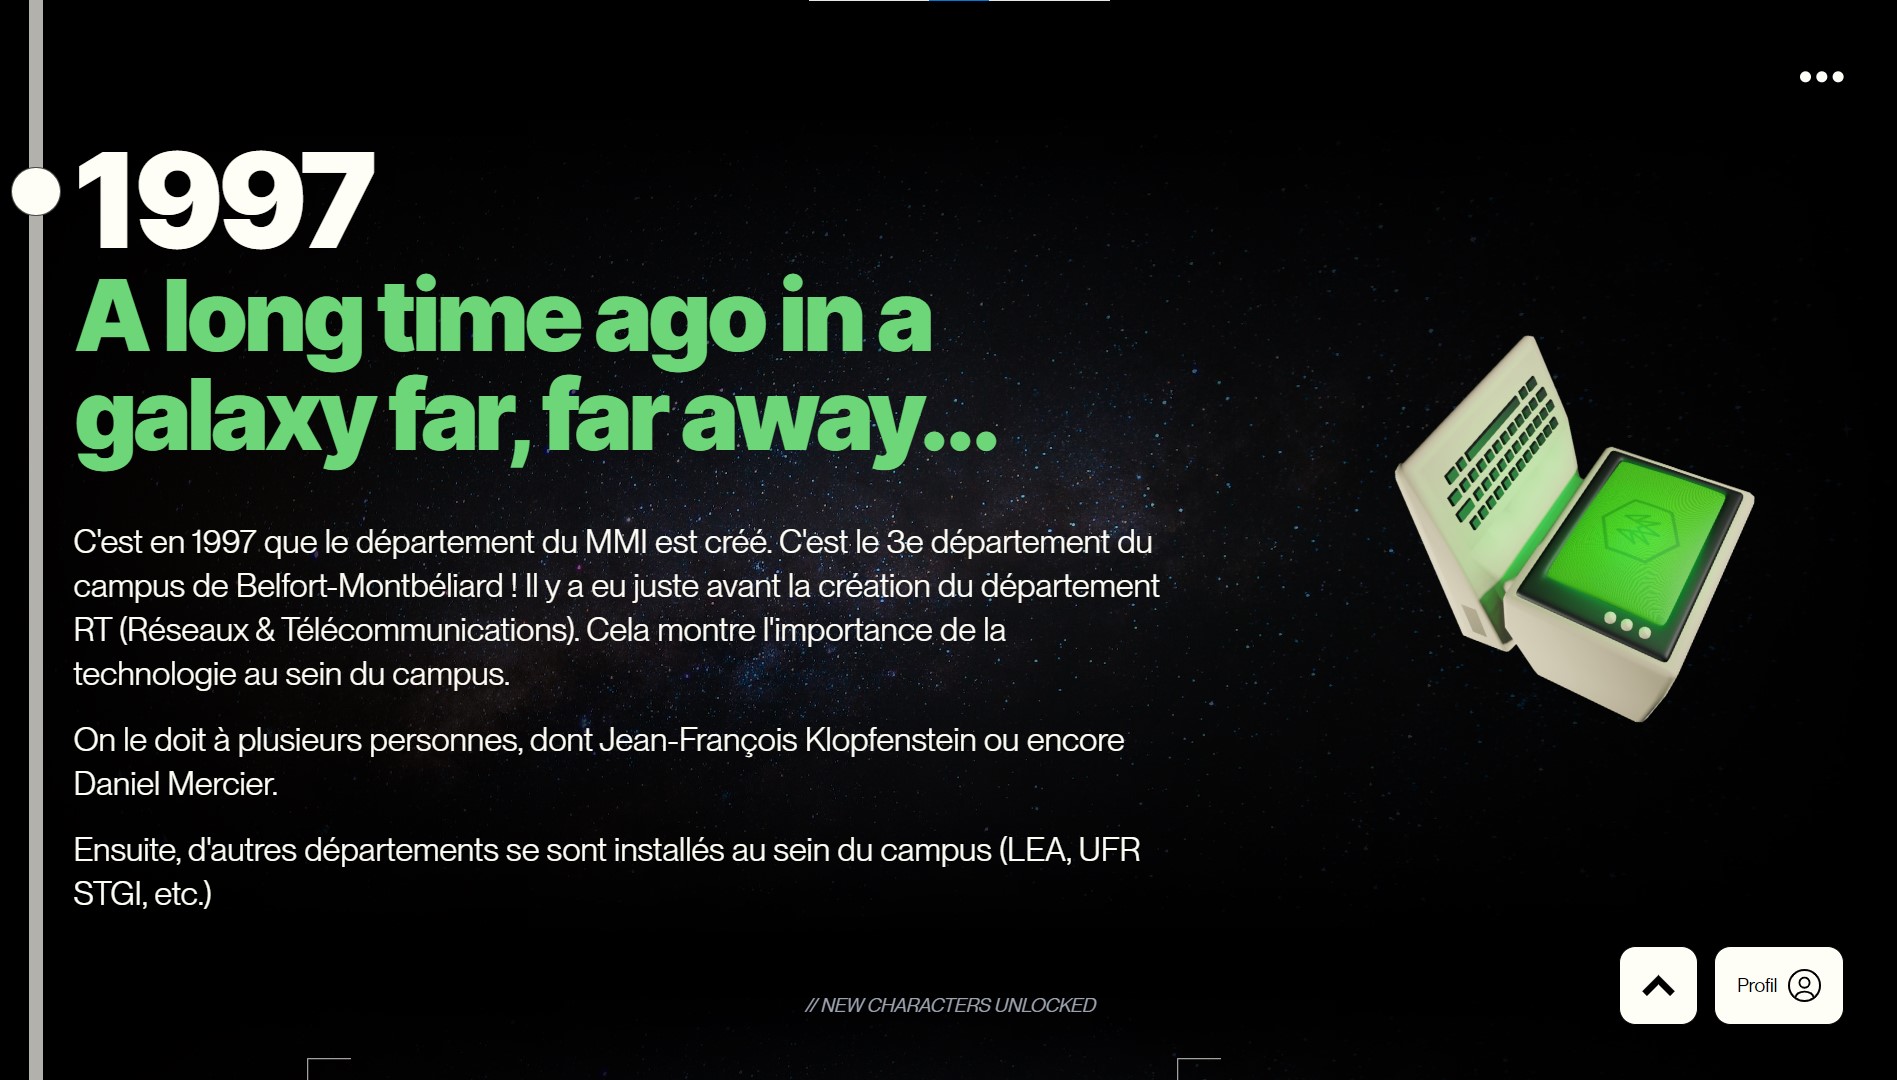 1997
A long time ago in a
galaxy far, far away...
C'est en 1997 que le département du MMI est créé. C'est le 3e département du
campus de Belfort-Montbéliard ! Il y a eu juste avant la création du département
RT (Réseaux & Télécommunications). Cela montre l'importance de la
technologie au sein du campus.
On le doit à plusieurs personnes, dont Jean-François Klopfenstein ou encore
Daniel Mercier.
Ensuite, d'autres départements se sont installés au sein du campus (LEA, UFR
STGI, etc.)
Profil
// NEW CHARACTERS UNLOCKED